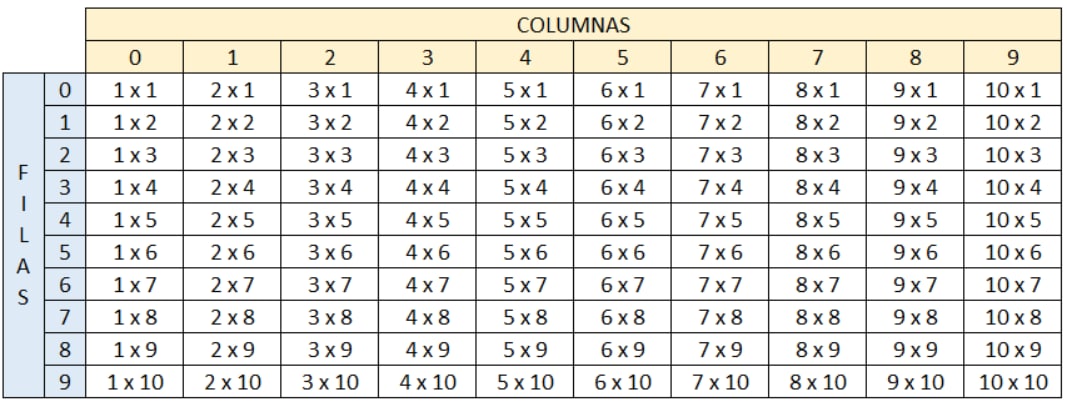 COLUMNAS
0 1 2 3 4 5 6 7 8 9
FILAS
0 1 x 1 2 x 1 3 x 1 4 x 1 5 x 1 6 x 1 7 x 1 8 x 1 9 x 1 10 x 1
1 1 x 2 2 x 2 3 x 2 4 x 2 5 x 2 6 x 2 7 x 2 8 x 2 9 x 2 10 x 2
2 1 x 3 2 x 3 3 x 3 4 x 3 5 x 3 6 x 3 7 x 3 8 x 3 9 x 3 10 x 3
3 1 x 4 2 x 4 3 x 4 4 x 4 5 x 4 6 x 4 7 x 4 8 x 4 9 x 4 10 x 4
4 1 x 5 2 x 5 3 x 5 4 x 5 5 x 5 6 x 5 7 x 5 8 x 5 9 x 5 10 x 5
5 1 x 6 2 x 6 3 x 6 4 x 6 5 x 6 6 x 6 7 x 6 8 x 6 9 x 6 10 x 6
6 1 x 7 2 x 7 3 x 7 4 x 7 5 x 7 6 x 7 7 x 7 8 x 7 9 x 7 10 x 7
7 1 x 8 2 x 8 3 x 8 4 x 8 5 x 8 6 x 8 7 x 8 8 x 8 9 x 8 10 x 8
8 1 x 9 2 x 9 3 x 9 4 x 9 5 x 9 6 x 9 7 x 9 8 x 9 9 x 9 10 x 9
9 1 x 10 2 x 10 3 x 10 4 x 10 5 x 10 6 x 10 7 x 10 8 x 10 9 x 10 10 x 10